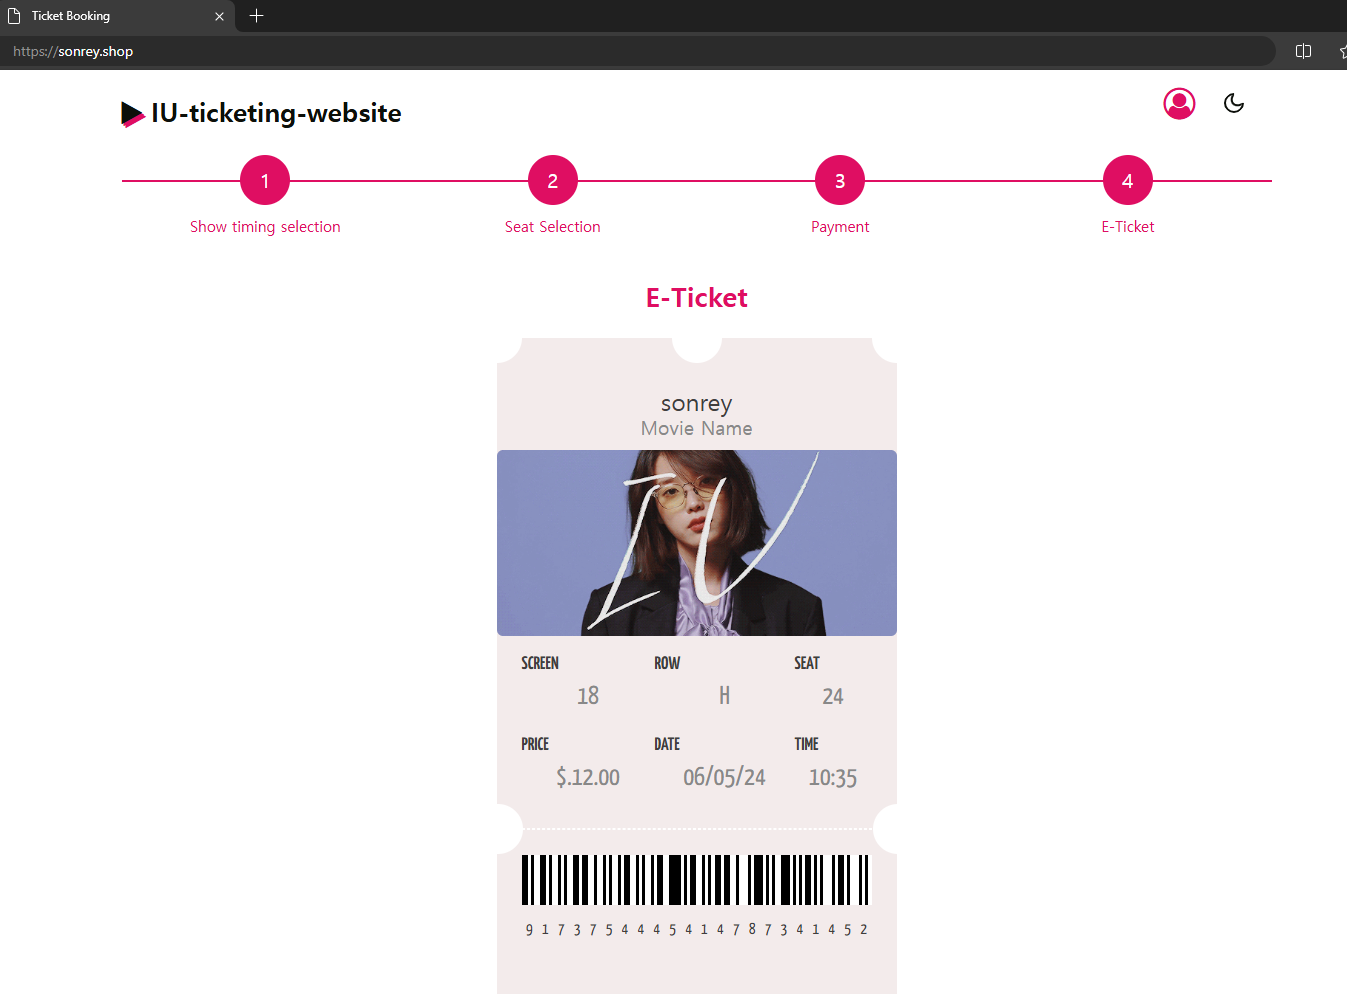 Ticket Booking
https://sonrey.shop
IU-ticketing-website
1 2 3 4
Show timing selection Seat Selection Payment E-Ticket
E-Ticket
sonrey
Movie Name
IU
SCREEN ROW SEAT
18 H 24
PRICE DATE TIME
$.12.00 06/05/24 10:35
9 1 7 3 7 5 4 4 4 5 4 1 4 7 8 7 3 4 1 4 5 2